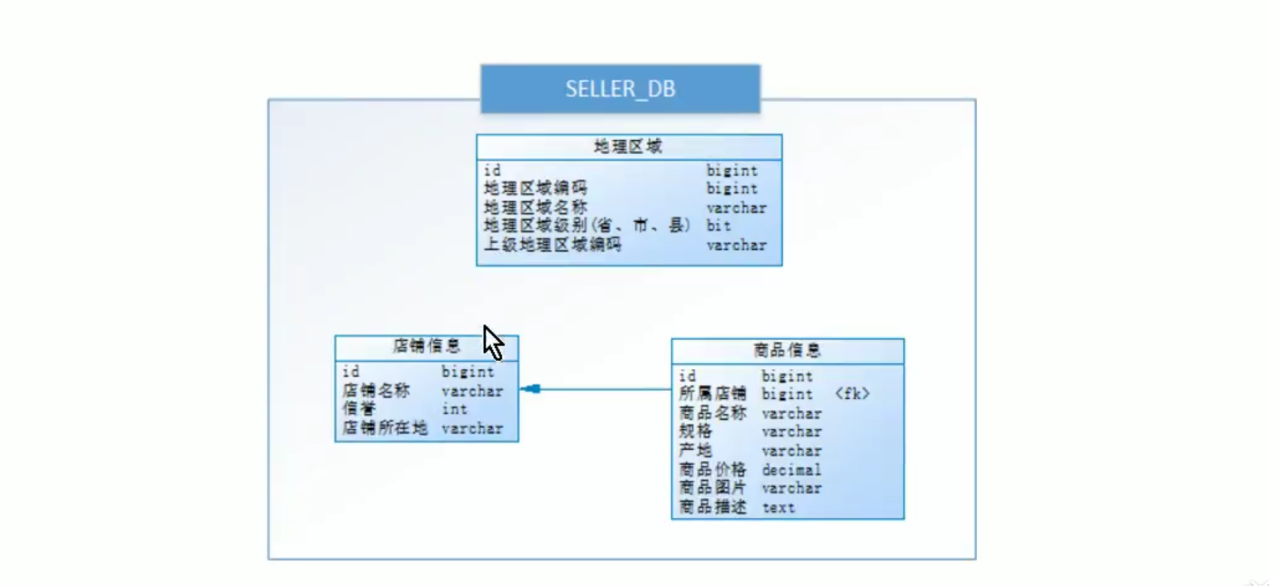 SELLER_DB
地理区域
id bigint
地理区域编码 bigint
地理区域名称 varchar
地理区域级别(省、市、县) bit
上级地理区域编码 varchar
店铺信息
id bigint
店铺名称 varchar
信誉 int
店铺所在地 varchar
商品信息
id bigint
所属店铺 bigint <fk>
商品名称 varchar
规格 varchar
产地 varchar
商品价格 decimal
商品图片 varchar
商品描述 text